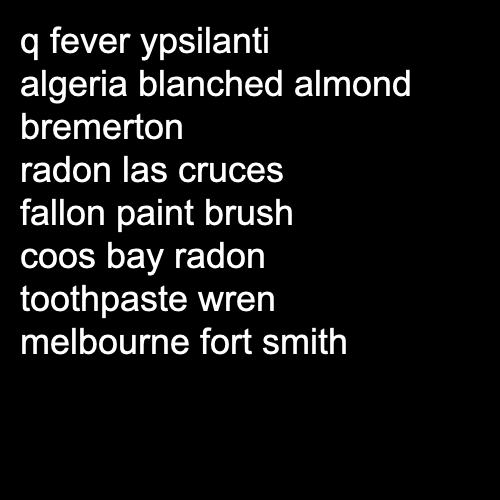 q fever ypsilanti
algeria blanched almond
bremerton
radon las cruces
fallon paint brush
coos bay radon
toothpaste wren
melbourne fort smith